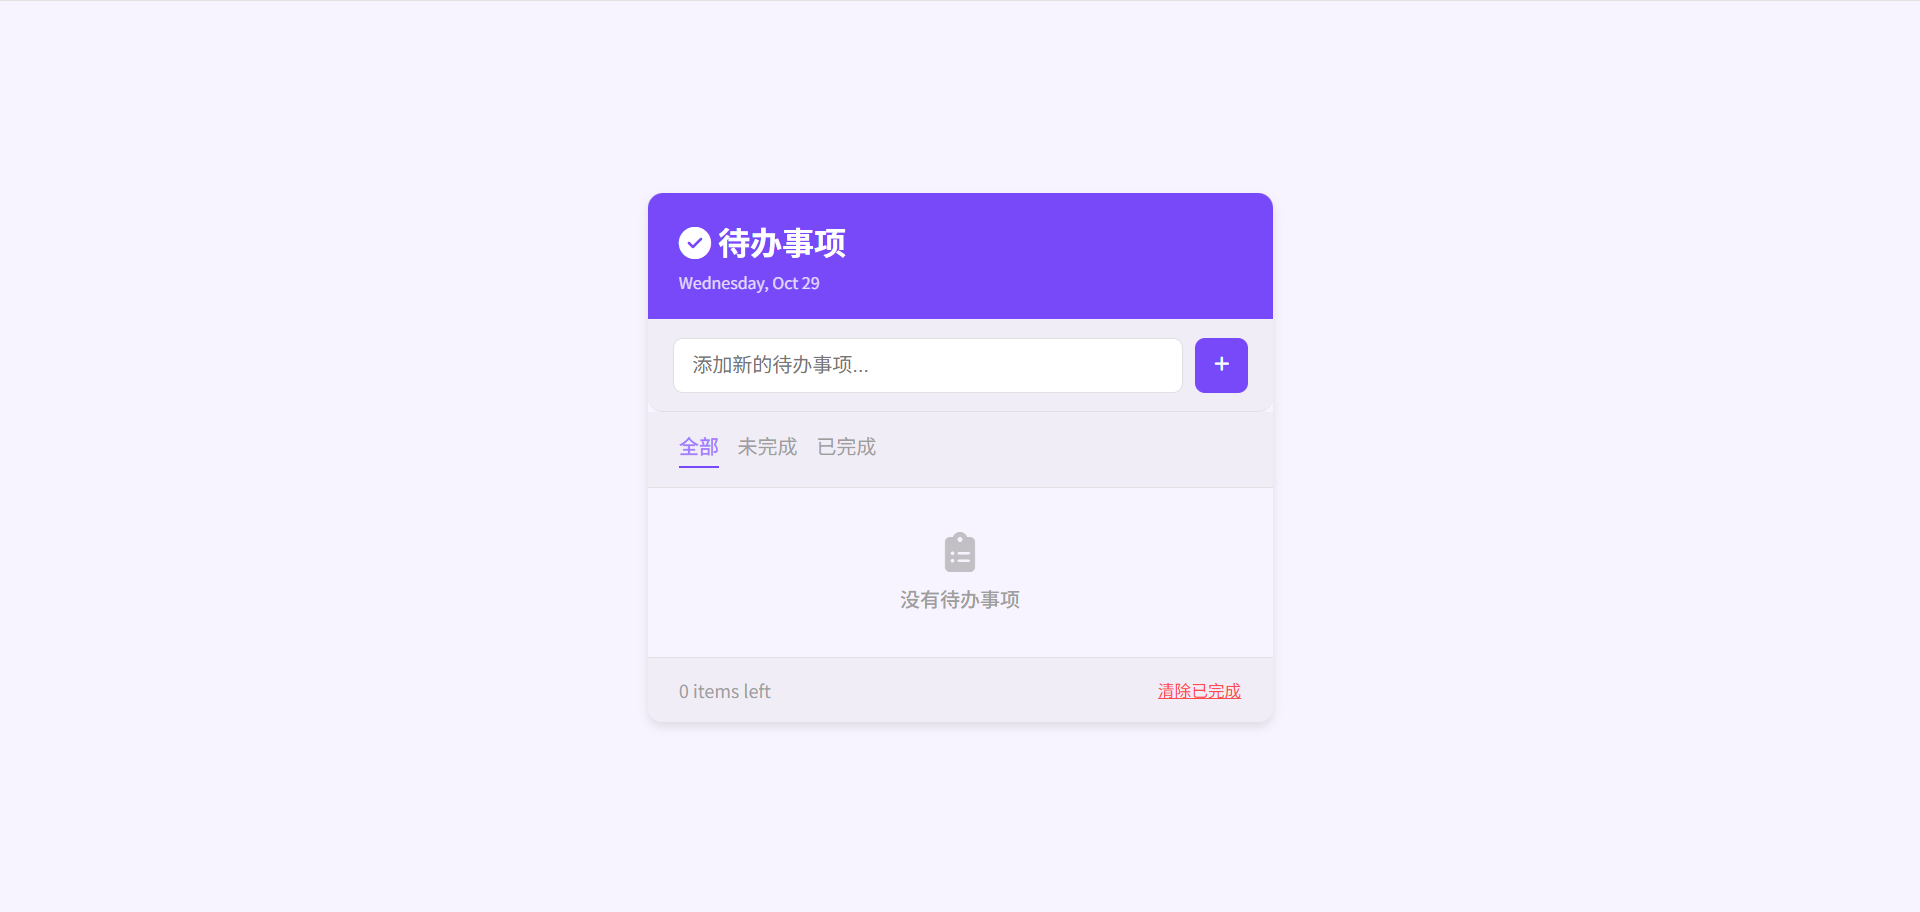 待办事项
Wednesday, Oct 29
添加新的待办事项...
+
全部 未完成 已完成
没有待办事项
0 items left 清除已完成